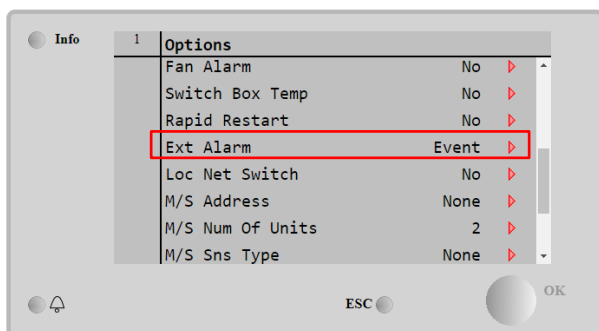 Info
1 Options
Fan Alarm No
Switch Box Temp No
Rapid Restart No
Ext Alarm Event
Loc Net Switch No
M/S Address None
M/S Num Of Units 2
M/S Sns Type None
ESC
OK